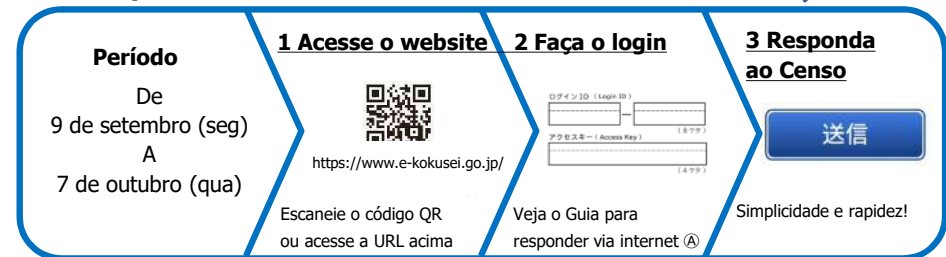 Período
De
9 de setembro (seg)
A
7 de outubro (qua)
1 Acesse o website
https://www.e-kokusei.go.jp/
Escaneie o código QR
ou acesse a URL acima
2 Faça o login
ログインID (Login ID)
(8ケタ)
アクセスキー (Access Key)
(4ケタ)
Veja o Guia para
responder via internet Ⓐ
3 Responda
ao Censo
送信
Simplicidade e rapidez!